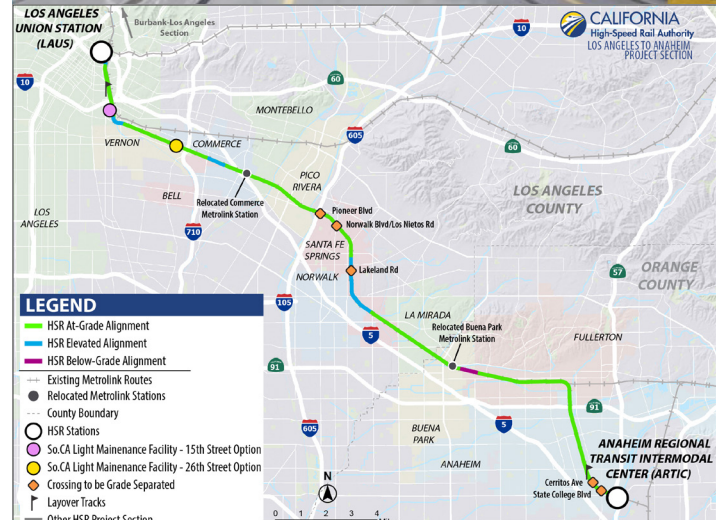 LOS ANGELES
UNION STATION
(LAUS)
Burbank-Los Angeles
Section
CALIFORNIA
High-Speed Rail Authority
LOS ANGELES TO ANAHEIM
PROJECT SECTION
10
10
60
MONTEBELLO
605
60
VERNON
COMMERCE
PICO
RIVERA
Relocated Commerce
Metrolink Station
BELL
LOS
ANGELES
710
Pioneer Blvd
Norwalk Blvd/Los Nietos Rd
LOS ANGELES
COUNTY
SANTA FE
SPRINGS
NORWALK
Lakeland Rd
57
ORANGE
COUNTY
105
LA MIRADA
5
Relocated Buena Park
Metrolink Station
FULLERTON
91
91
605
BUENA
PARK
5
ANAHEIM
ANAHEIM REGIONAL
TRANSIT INTERMODAL
CENTER (ARTIC)
Cerritos Ave
State College Blvd
LEGEND
HSR At-Grade Alignment
HSR Elevated Alignment
HSR Below-Grade Alignment
Existing Metrolink Routes
Relocated Metrolink Stations
County Boundary
HSR Stations
So.CA Light Mainenance Facility - 15th Street Option
So.CA Light Mainenance Facility - 26th Street Option
Crossing to be Grade Separated
Layover Tracks
Other HSR Project Section
N
0 1 2 3 4